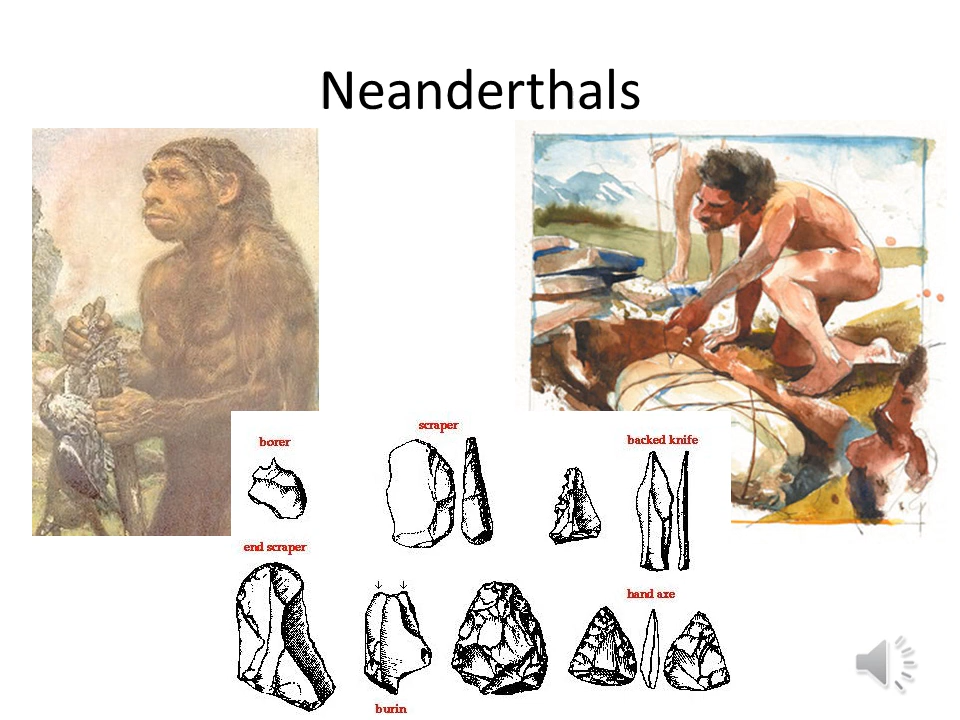 Neanderthals
scraper
borer
backed knife
end scraper
hand axe
burin